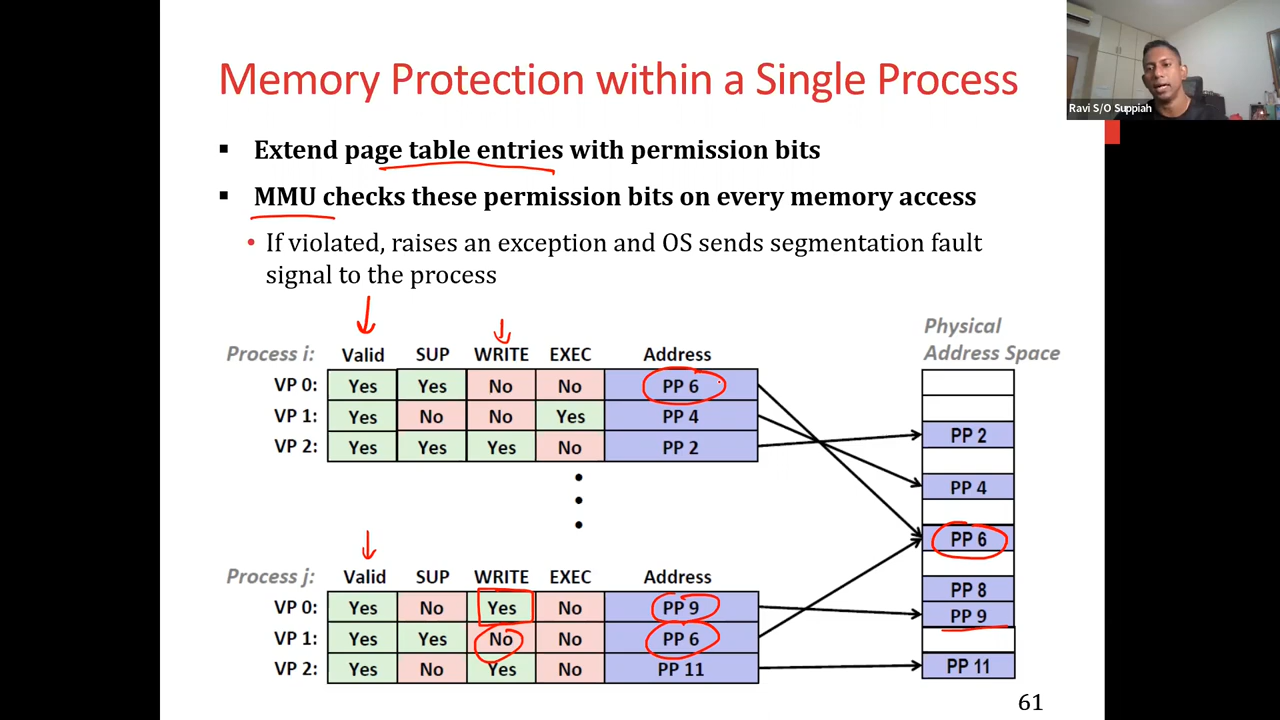 Memory Protection within a Single Process
Ravi S/O Suppiah
▪ Extend page table entries with permission bits
▪ MMU checks these permission bits on every memory access
• If violated, raises an exception and OS sends segmentation fault
signal to the process
Physical
Address Space
Process i: Valid SUP WRITE EXEC Address
VP 0: Yes Yes No No PP 6
VP 1: Yes No No Yes PP 4
VP 2: Yes Yes Yes No PP 2
PP 2
PP 4
PP 6
Process j: Valid SUP WRITE EXEC Address
VP 0: Yes No Yes No PP 9
VP 1: Yes Yes No No PP 6
VP 2: Yes No Yes No PP 11
PP 8
PP 9
PP 11
61